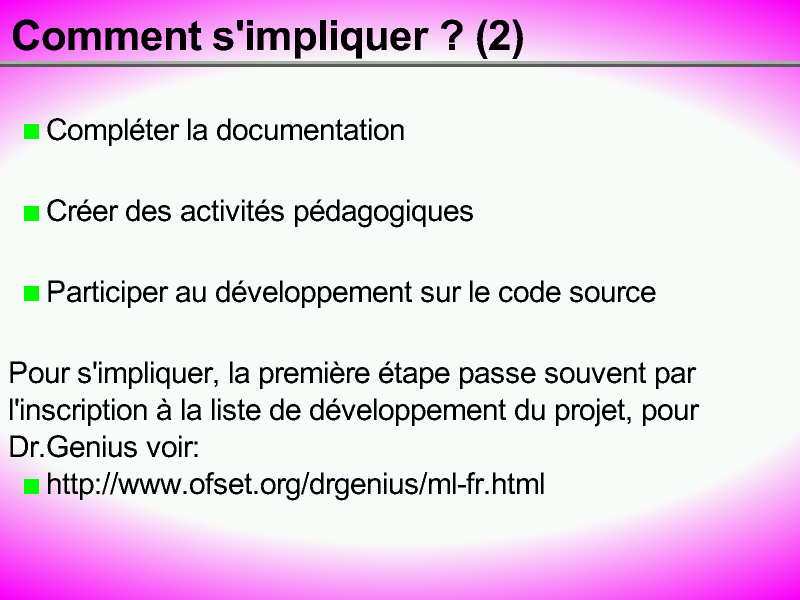 Comment s'impliquer ? (2)
Compléter la documentation
Créer des activités pédagogiques
Participer au développement sur le code source
Pour s'impliquer, la première étape passe souvent par
l'inscription à la liste de développement du projet, pour
Dr.Genius voir:
http://www.ofset.org/drgenius/ml-fr.html